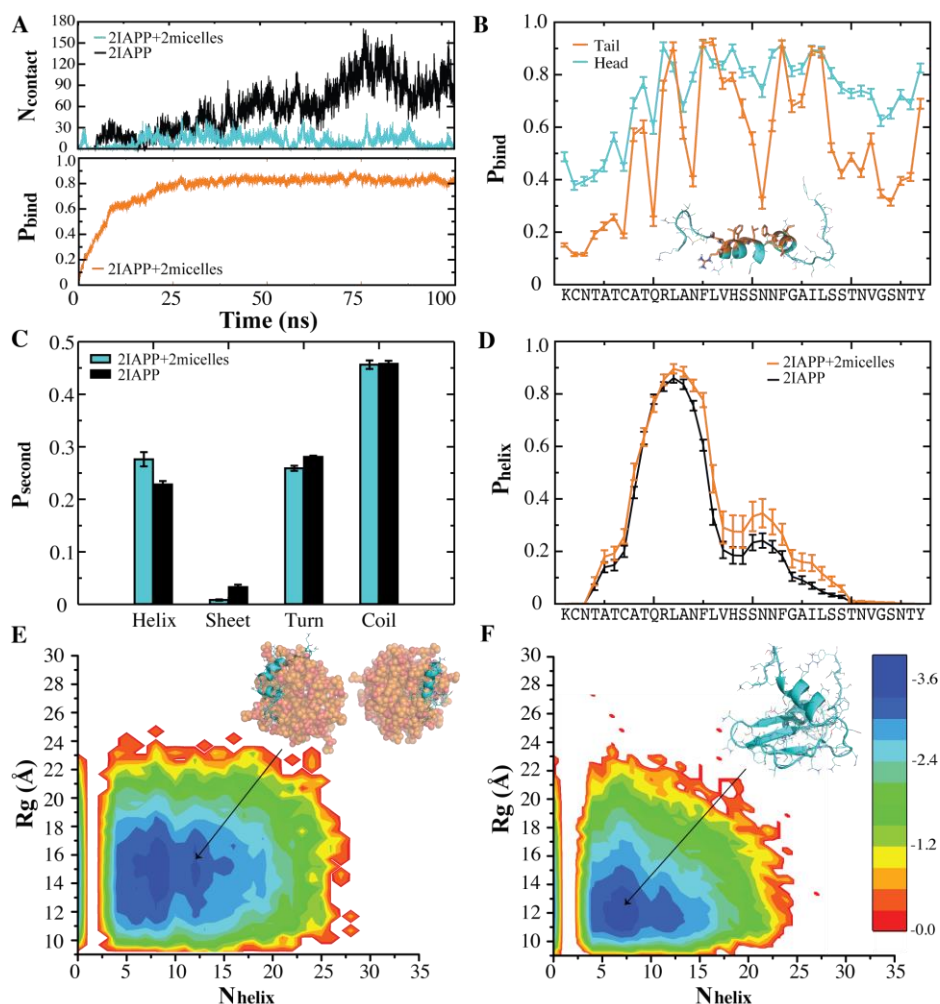 A
180
150
120
90
60
30
0
Ncontact
2IAPP+2micelles
2IAPP
1.0
0.8
0.6
0.4
0.2
0.0
Pbind
2IAPP+2micelles
0 25 50 75 100
Time (ns)
B
1.0
0.8
0.6
0.4
0.2
0
Pbind
Tail
Head
KCNTATCATQRLANFLVHSSNNFGAILSSTNVGSNTY
C
0.5
0.4
0.3
0.2
0.1
0
Psecond
2IAPP+2micelles
2IAPP
Helix Sheet Turn Coil
D
1.0
0.8
0.6
0.4
0.2
0
Phelix
2IAPP+2micelles
2IAPP
KCNTATCATQRLANFLVHSSNNFGAILSSTNVGSNTY
E
30
28
26
24
22
20
18
16
14
12
10
Rg (Å)
0 5 10 15 20 25 30 35
Nhelix
F
30
28
26
24
22
20
18
16
14
12
10
Rg (Å)
0 5 10 15 20 25 30 35
Nhelix
-3.6
-2.4
-1.2
-0.0